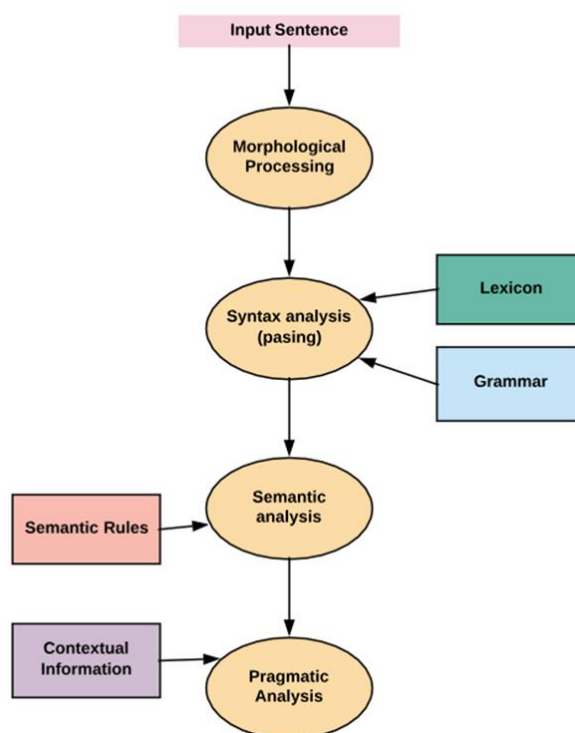 Input Sentence
Morphological
Processing
Syntax analysis
(pasing)
Lexicon
Grammar
Semantic
analysis
Semantic Rules
Contextual
Information
Pragmatic
Analysis